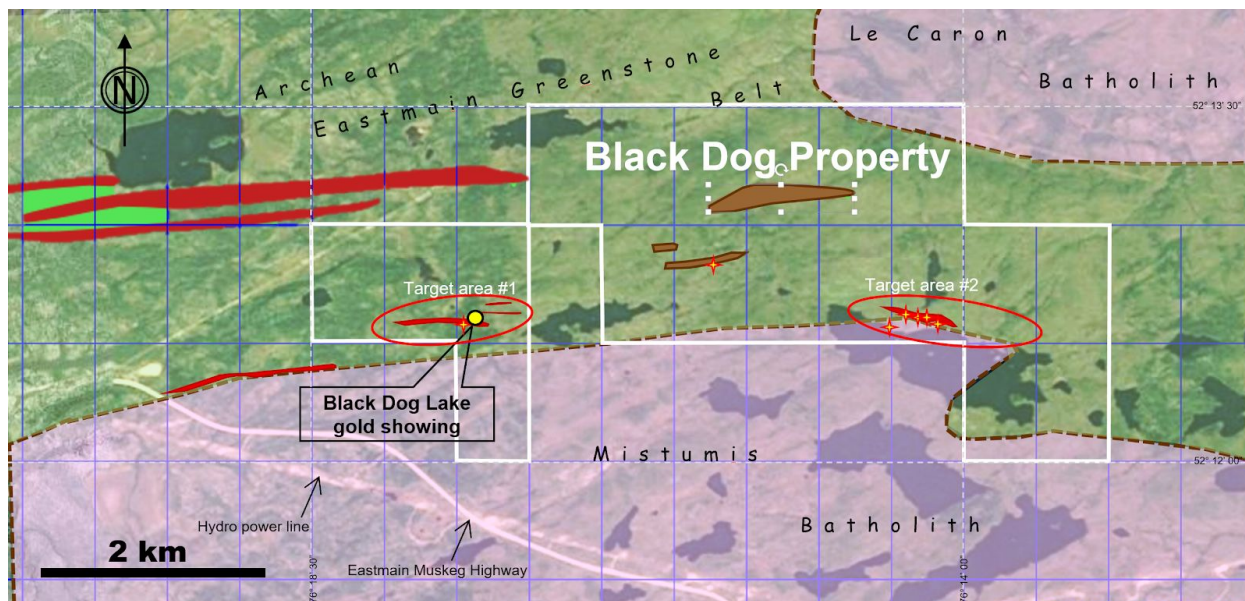 Le Caron
Batholith
Archean
Eastmain Greenstone Belt
N
52° 13' 30"
Black Dog Property
Target area #1
Target area #2
Black Dog Lake
gold showing
Mistumis
52° 12' 00"
Batholith
Hydro power line
2 km
Eastmain Muskeg Highway
76° 18' 30"
76° 14' 00"